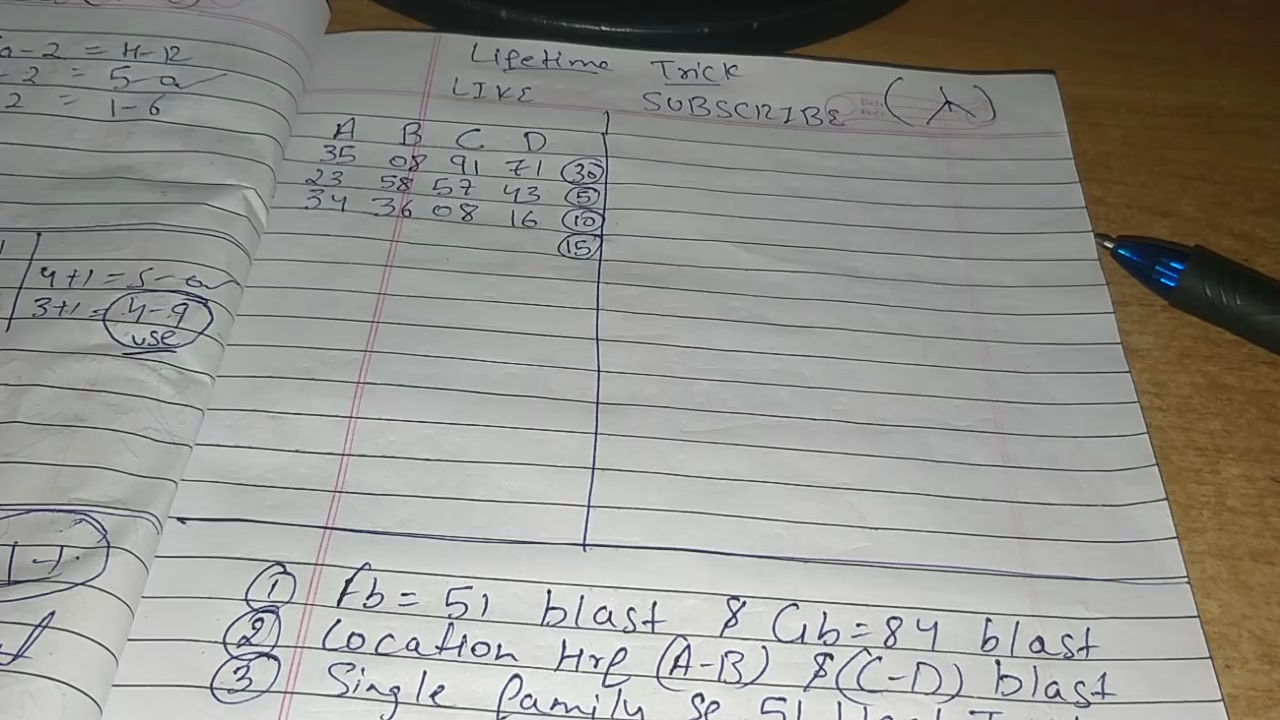 a-2 = 4-12
-2 = 5-a
2 = 1-6
4+1 = 5-a
3+1 = 4-9
use
Lifetime Trick
LIKE SUBSCRIBE
A B C D
35 08 91 71 30
23 58 57 43 5
34 36 08 16 10
15
① Fb = 51 blast & Gb = 84 blast
② Location Hrf (A-B) & (C-D) blast
③ Single family se 51